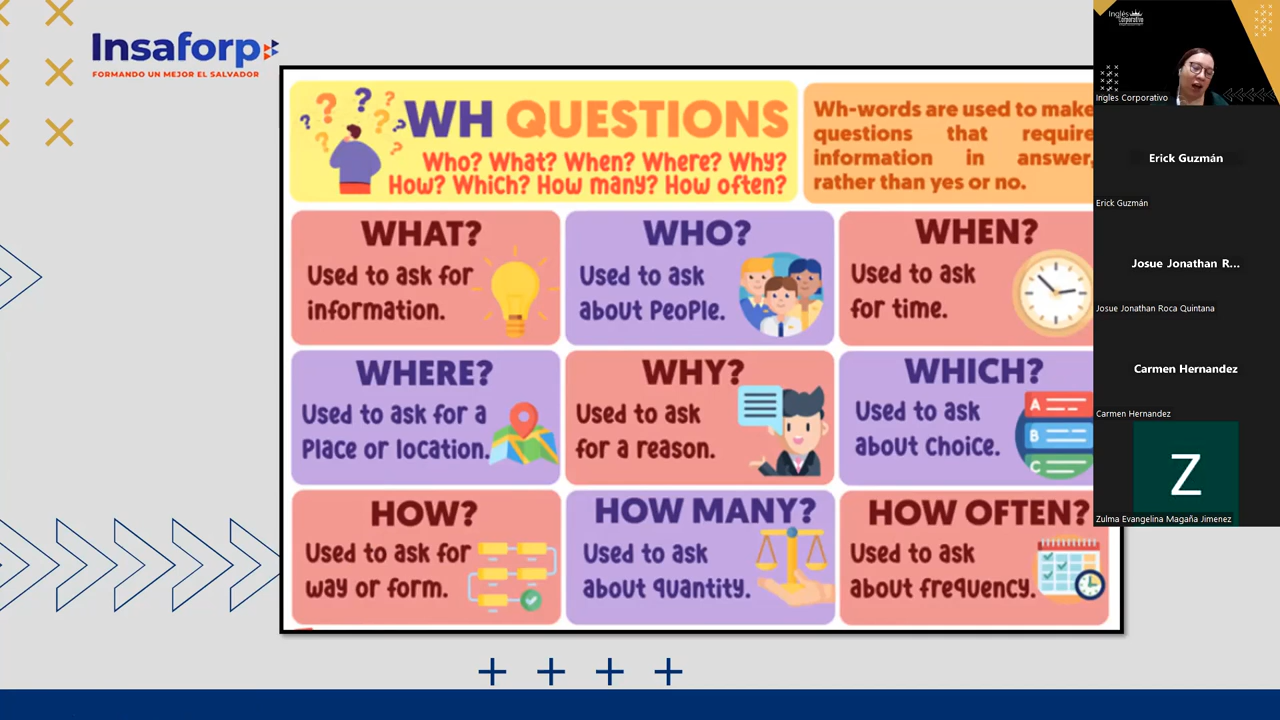 Insaforp
FORMANDO UN MEJOR EL SALVADOR
WH QUESTIONS
Who? What? When? Where? Why?
How? Which? How many? How often?
Wh-words are used to make
questions that require
information in answer,
rather than yes or no.
WHAT?
Used to ask for
information.
WHO?
Used to ask
about People.
WHEN?
Used to ask
for time.
WHERE?
Used to ask for a
Place or location.
WHY?
Used to ask
for a reason.
WHICH?
Used to ask
about Choice.
A
B
C
HOW?
Used to ask for
way or form.
HOW MANY?
Used to ask
about quantity.
HOW OFTEN?
Used to ask
about frequency.
Inglés
Corporativo
Ingles Corporativo
Erick Guzmán
Erick Guzmán
Josue Jonathan R...
Josue Jonathan Roca Quintana
Carmen Hernandez
Carmen Hernandez
Z
Zulma Evangelina Magaña Jimenez